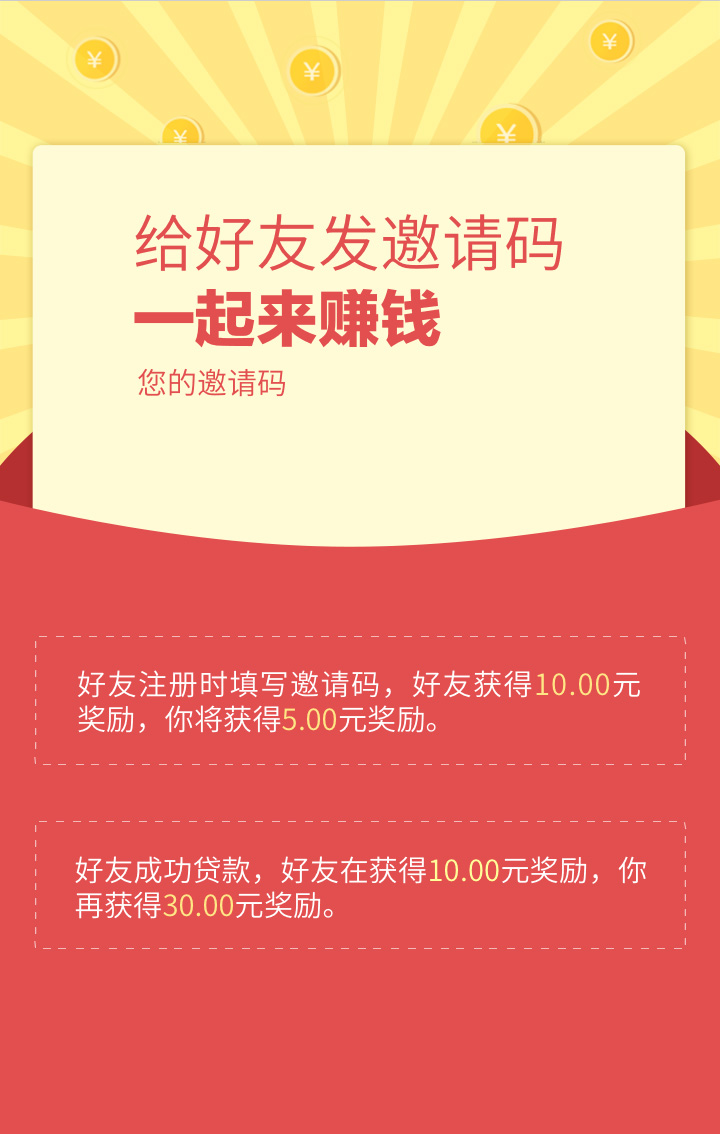 ¥
¥
¥
¥
¥
给好友发邀请码
一起来赚钱
您的邀请码
好友注册时填写邀请码，好友获得10.00元
奖励，你将获得5.00元奖励。
好友成功贷款，好友在获得10.00元奖励，你
再获得30.00元奖励。